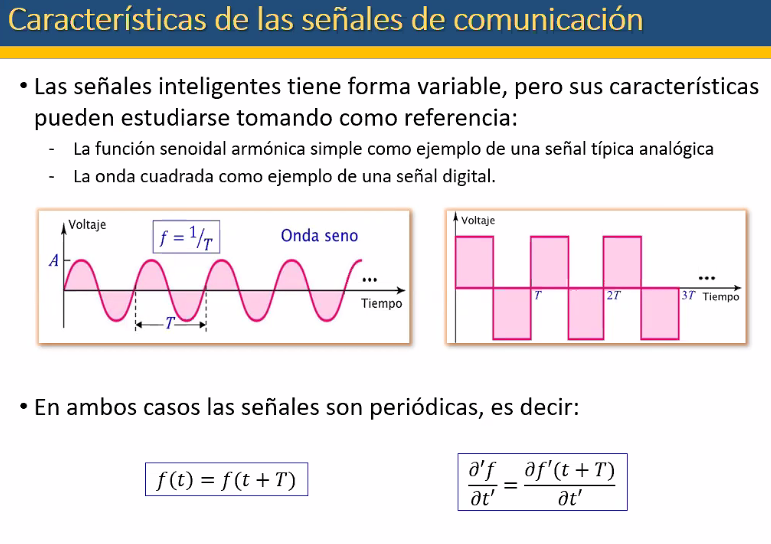 Características de las señales de comunicación
• Las señales inteligentes tiene forma variable, pero sus características
pueden estudiarse tomando como referencia:
- La función senoidal armónica simple como ejemplo de una señal típica analógica
- La onda cuadrada como ejemplo de una señal digital.
Voltaje
f = 1/T
Onda seno
A
...
Tiempo
T
Voltaje
...
T
2T
3T
Tiempo
• En ambos casos las señales son periódicas, es decir:
f(t) = f(t + T)
∂′f/∂t′ = ∂f′(t + T)/∂t′